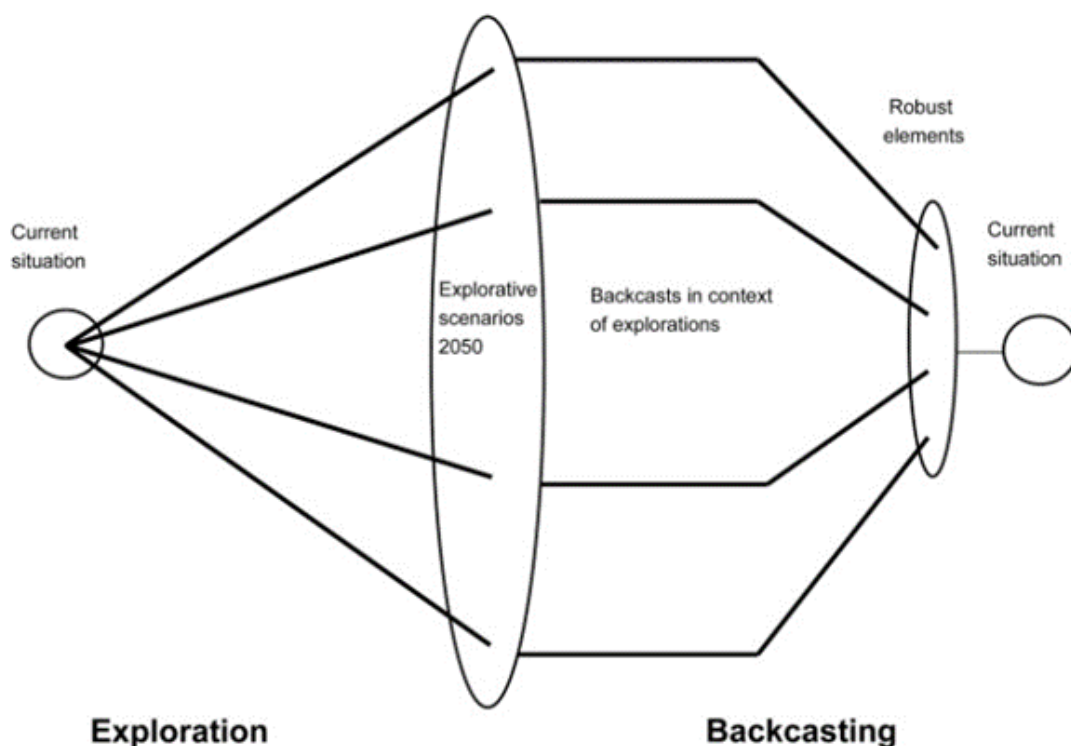 Robust
elements
Current
situation
Current
situation
Explorative
scenarios
2050
Backcasts in context
of explorations
Exploration
Backcasting